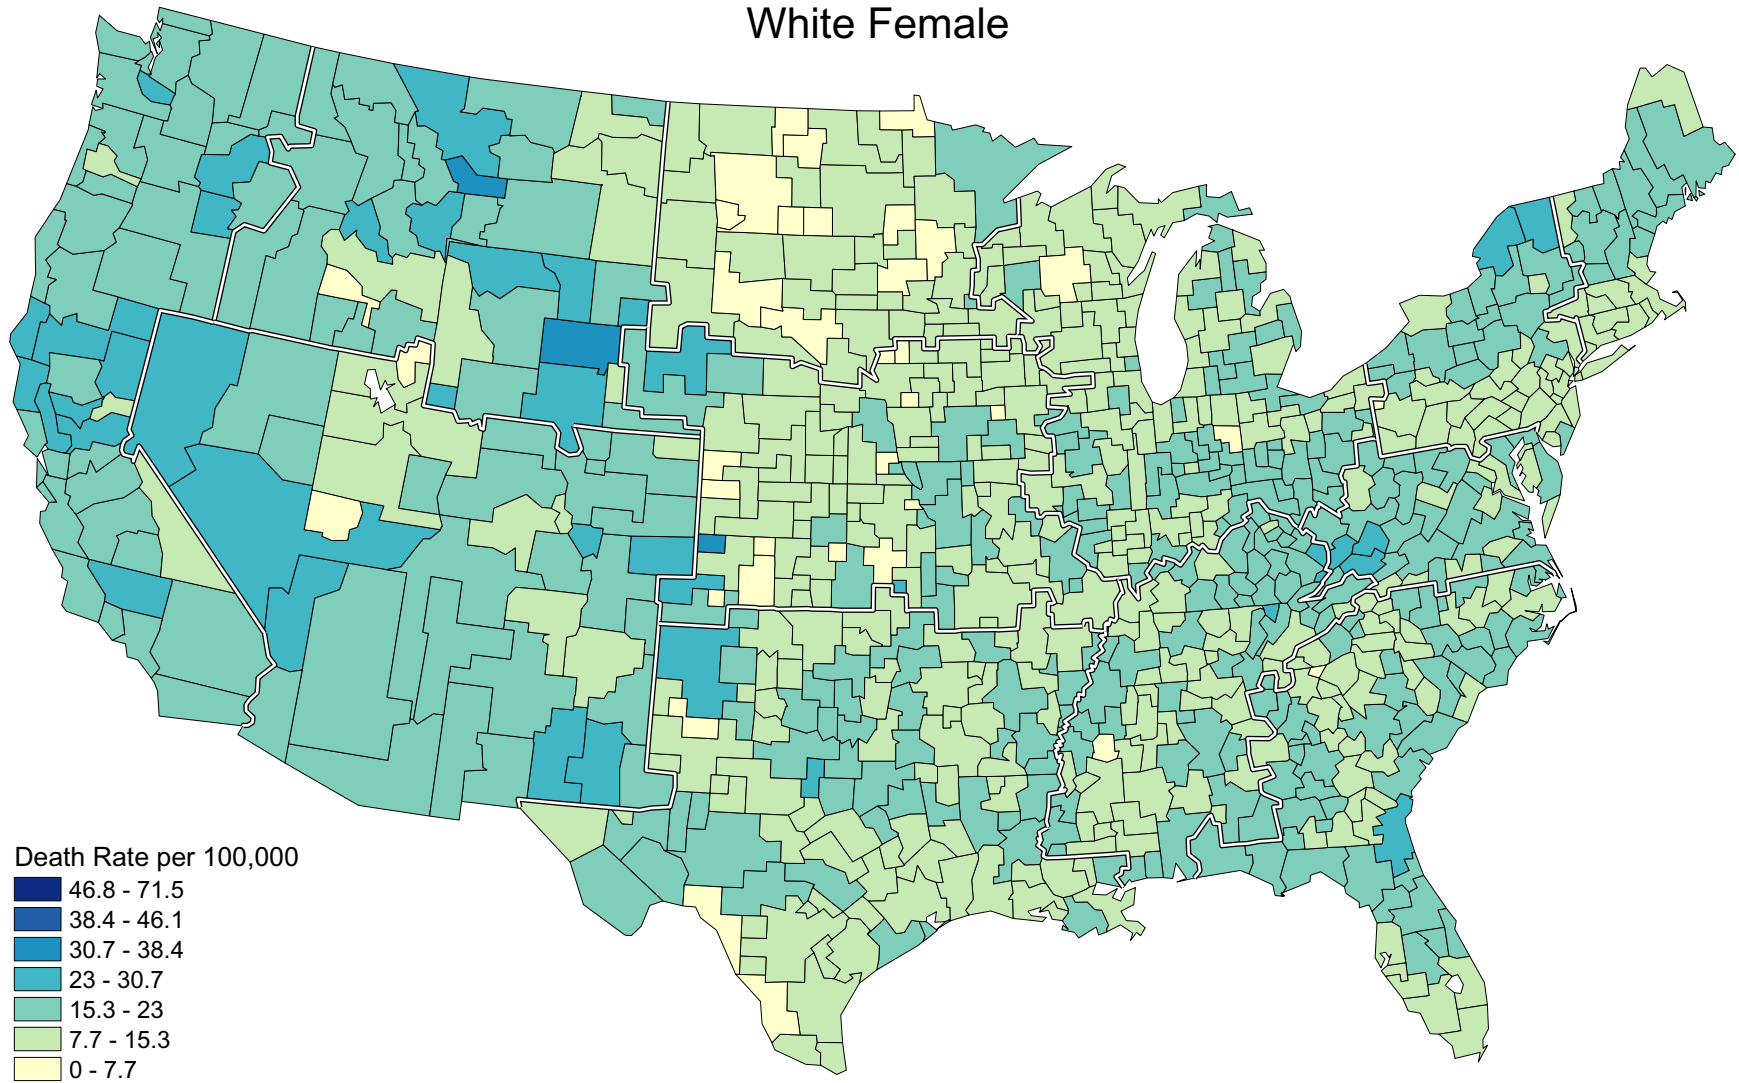 White Female
Death Rate per 100,000
46.8 - 71.5
38.4 - 46.1
30.7 - 38.4
23 - 30.7
15.3 - 23
7.7 - 15.3
0 - 7.7